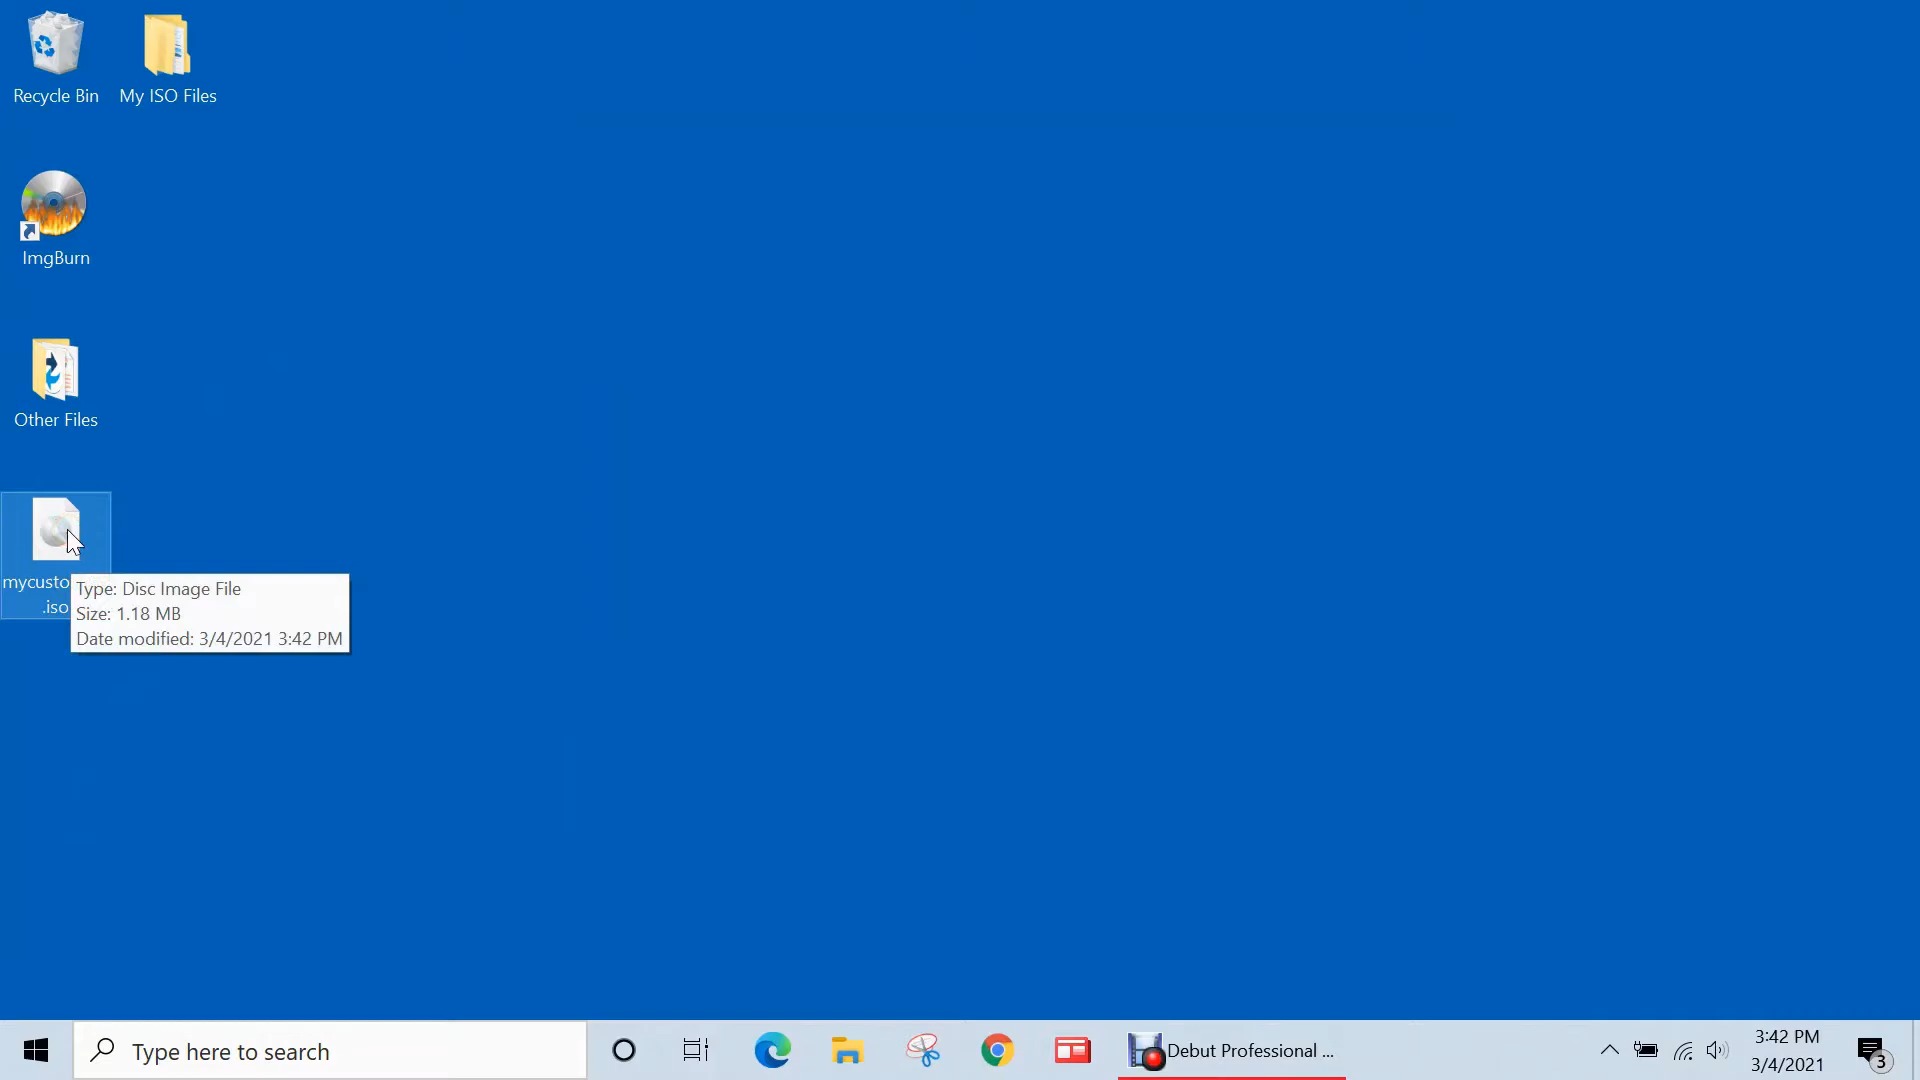 Recycle Bin
My ISO Files
ImgBurn
Other Files
mycusto
.iso
Type: Disc Image File
Size: 1.18 MB
Date modified: 3/4/2021 3:42 PM
Type here to search
Debut Professional ...
3:42 PM
3/4/2021
3